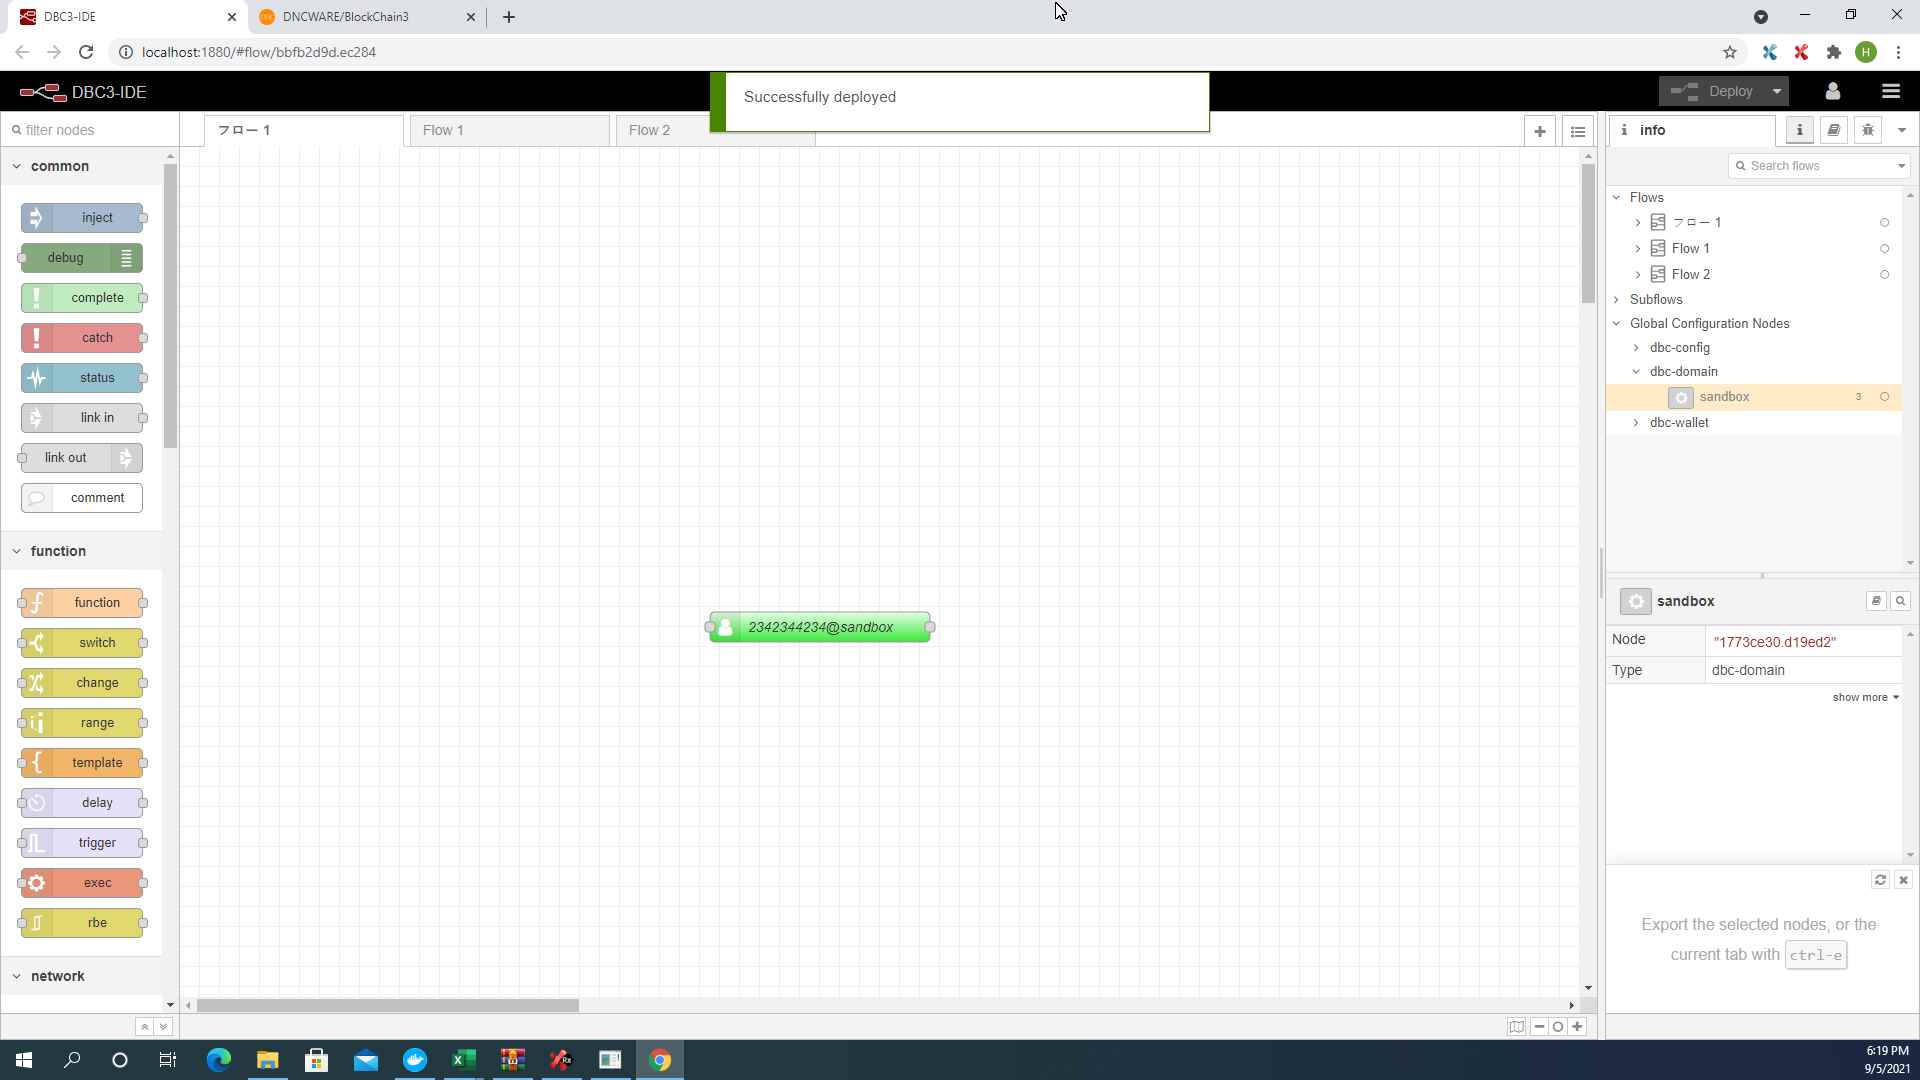 DBC3-IDE
DNCWARE/BlockChain3
localhost:1880/#flow/bbfb2d9d.ec284
H
DBC3-IDE
Successfully deployed
Deploy
filter nodes
フロー 1
Flow 1
Flow 2
common
inject
debug
complete
catch
status
link in
link out
comment
function
function
switch
change
range
template
delay
trigger
exec
rbe
network
2342344234@sandbox
info
Search flows
Flows
フロー 1
Flow 1
Flow 2
Subflows
Global Configuration Nodes
dbc-config
dbc-domain
sandbox 3
dbc-wallet
sandbox
Node "1773ce30.d19ed2"
Type dbc-domain
show more
Export the selected nodes, or the
current tab with ctrl-e
6:19 PM
9/5/2021